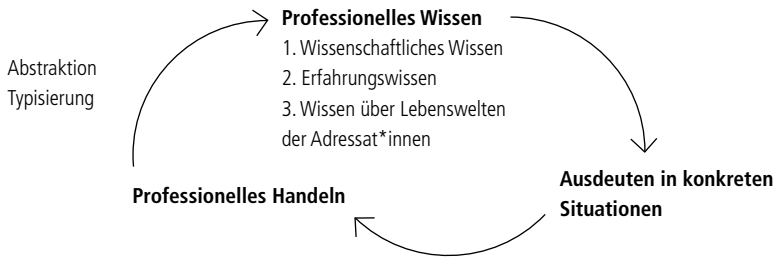 Professionelles Wissen
1. Wissenschaftliches Wissen
2. Erfahrungswissen
3. Wissen über Lebenswelten
der Adressat*innen
Abstraktion
Typisierung
Ausdeuten in konkreten
Situationen
Professionelles Handeln